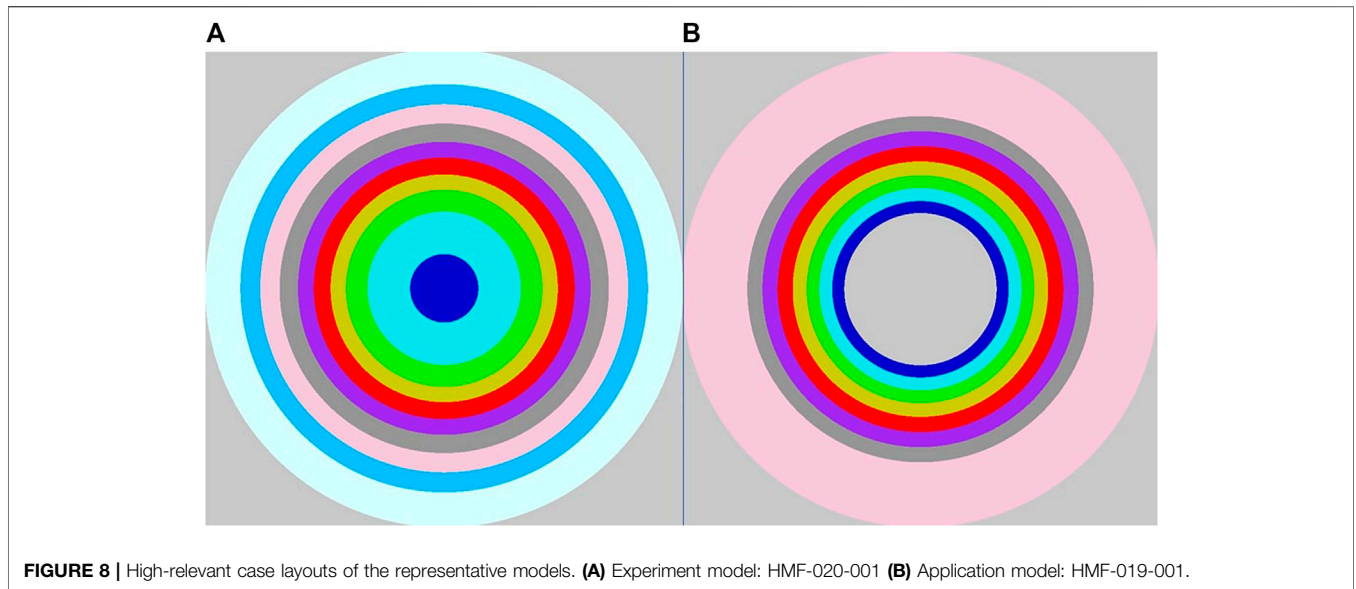 A
B
FIGURE 8 | High-relevant case layouts of the representative models. (A) Experiment model: HMF-020-001 (B) Application model: HMF-019-001.